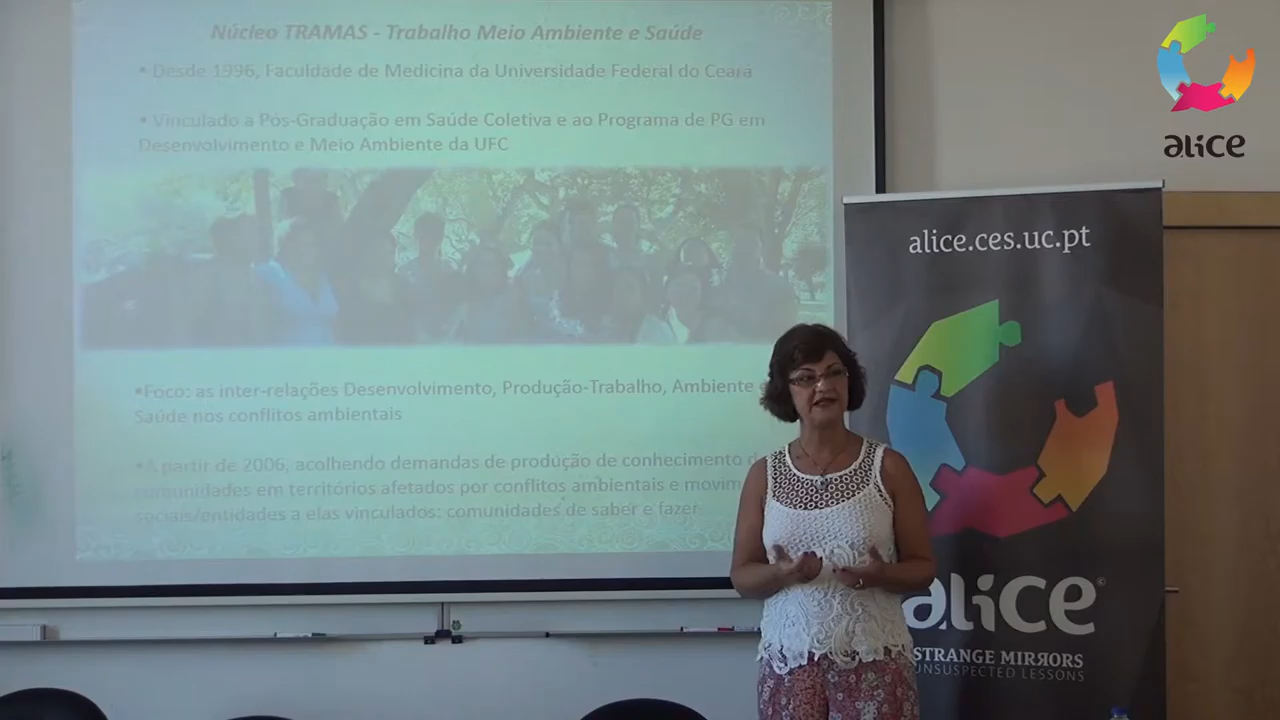 Núcleo TRAMAS - Trabalho Meio Ambiente e Saúde
• Desde 1996, Faculdade de Medicina da Universidade Federal do Ceará
• Vinculado a Pós-Graduação em Saúde Coletiva e ao Programa de PG em
Desenvolvimento e Meio Ambiente da UFC
•Foco: as inter-relações Desenvolvimento, Produção-Trabalho, Ambiente e
Saúde nos conflitos ambientais
•A partir de 2006, acolhendo demandas de produção de conhecimento
comunidades em territórios afetados por conflitos ambientais e
sociais/entidades a elas vinculados: comunidades de saber e fazer
alice
alice.ces.uc.pt
alice©
STRANGE MIRRORS
UNSUSPECTED LESSONS